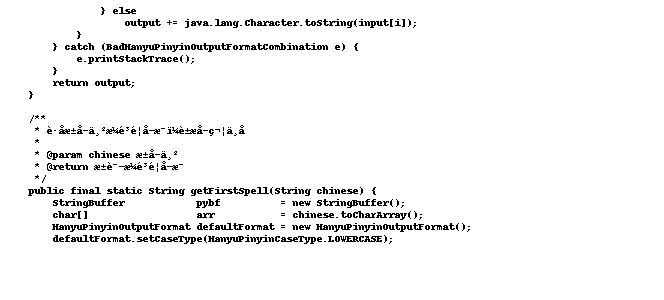 } else
output += java.lang.Character.toString(input[i]);
}
} catch (BadHanyuPinyinOutputFormatCombination e) {
e.printStackTrace();
}
return output;
}
/**
* è·åæ±å-ä¸²æ¼é³é¦å-æ¯ï¼è±æå-ç¬¦ä¸å
*
* @param chinese æ±å-ä¸²
* @return æ±è¯-æ¼é³é¦å-æ¯
*/
public final static String getFirstSpell(String chinese) {
StringBuffer pybf = new StringBuffer();
char[] arr = chinese.toCharArray();
HanyuPinyinOutputFormat defaultFormat = new HanyuPinyinOutputFormat();
defaultFormat.setCaseType(HanyuPinyinCaseType.LOWERCASE);